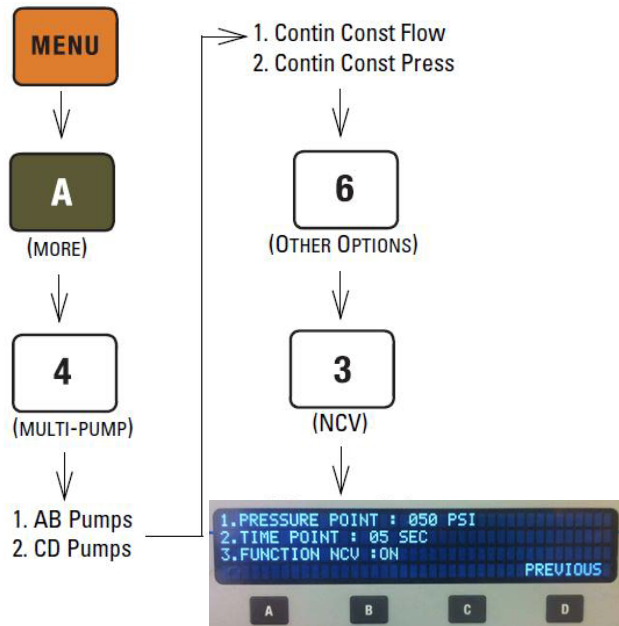 MENU
A
(MORE)
4
(MULTI-PUMP)
1. AB Pumps
2. CD Pumps
1. Contin Const Flow
2. Contin Const Press
6
(OTHER OPTIONS)
3
(NCV)
1.PRESSURE POINT : 050 PSI
2.TIME POINT : 05 SEC
3.FUNCTION NCV :ON
PREVIOUS
A B C D